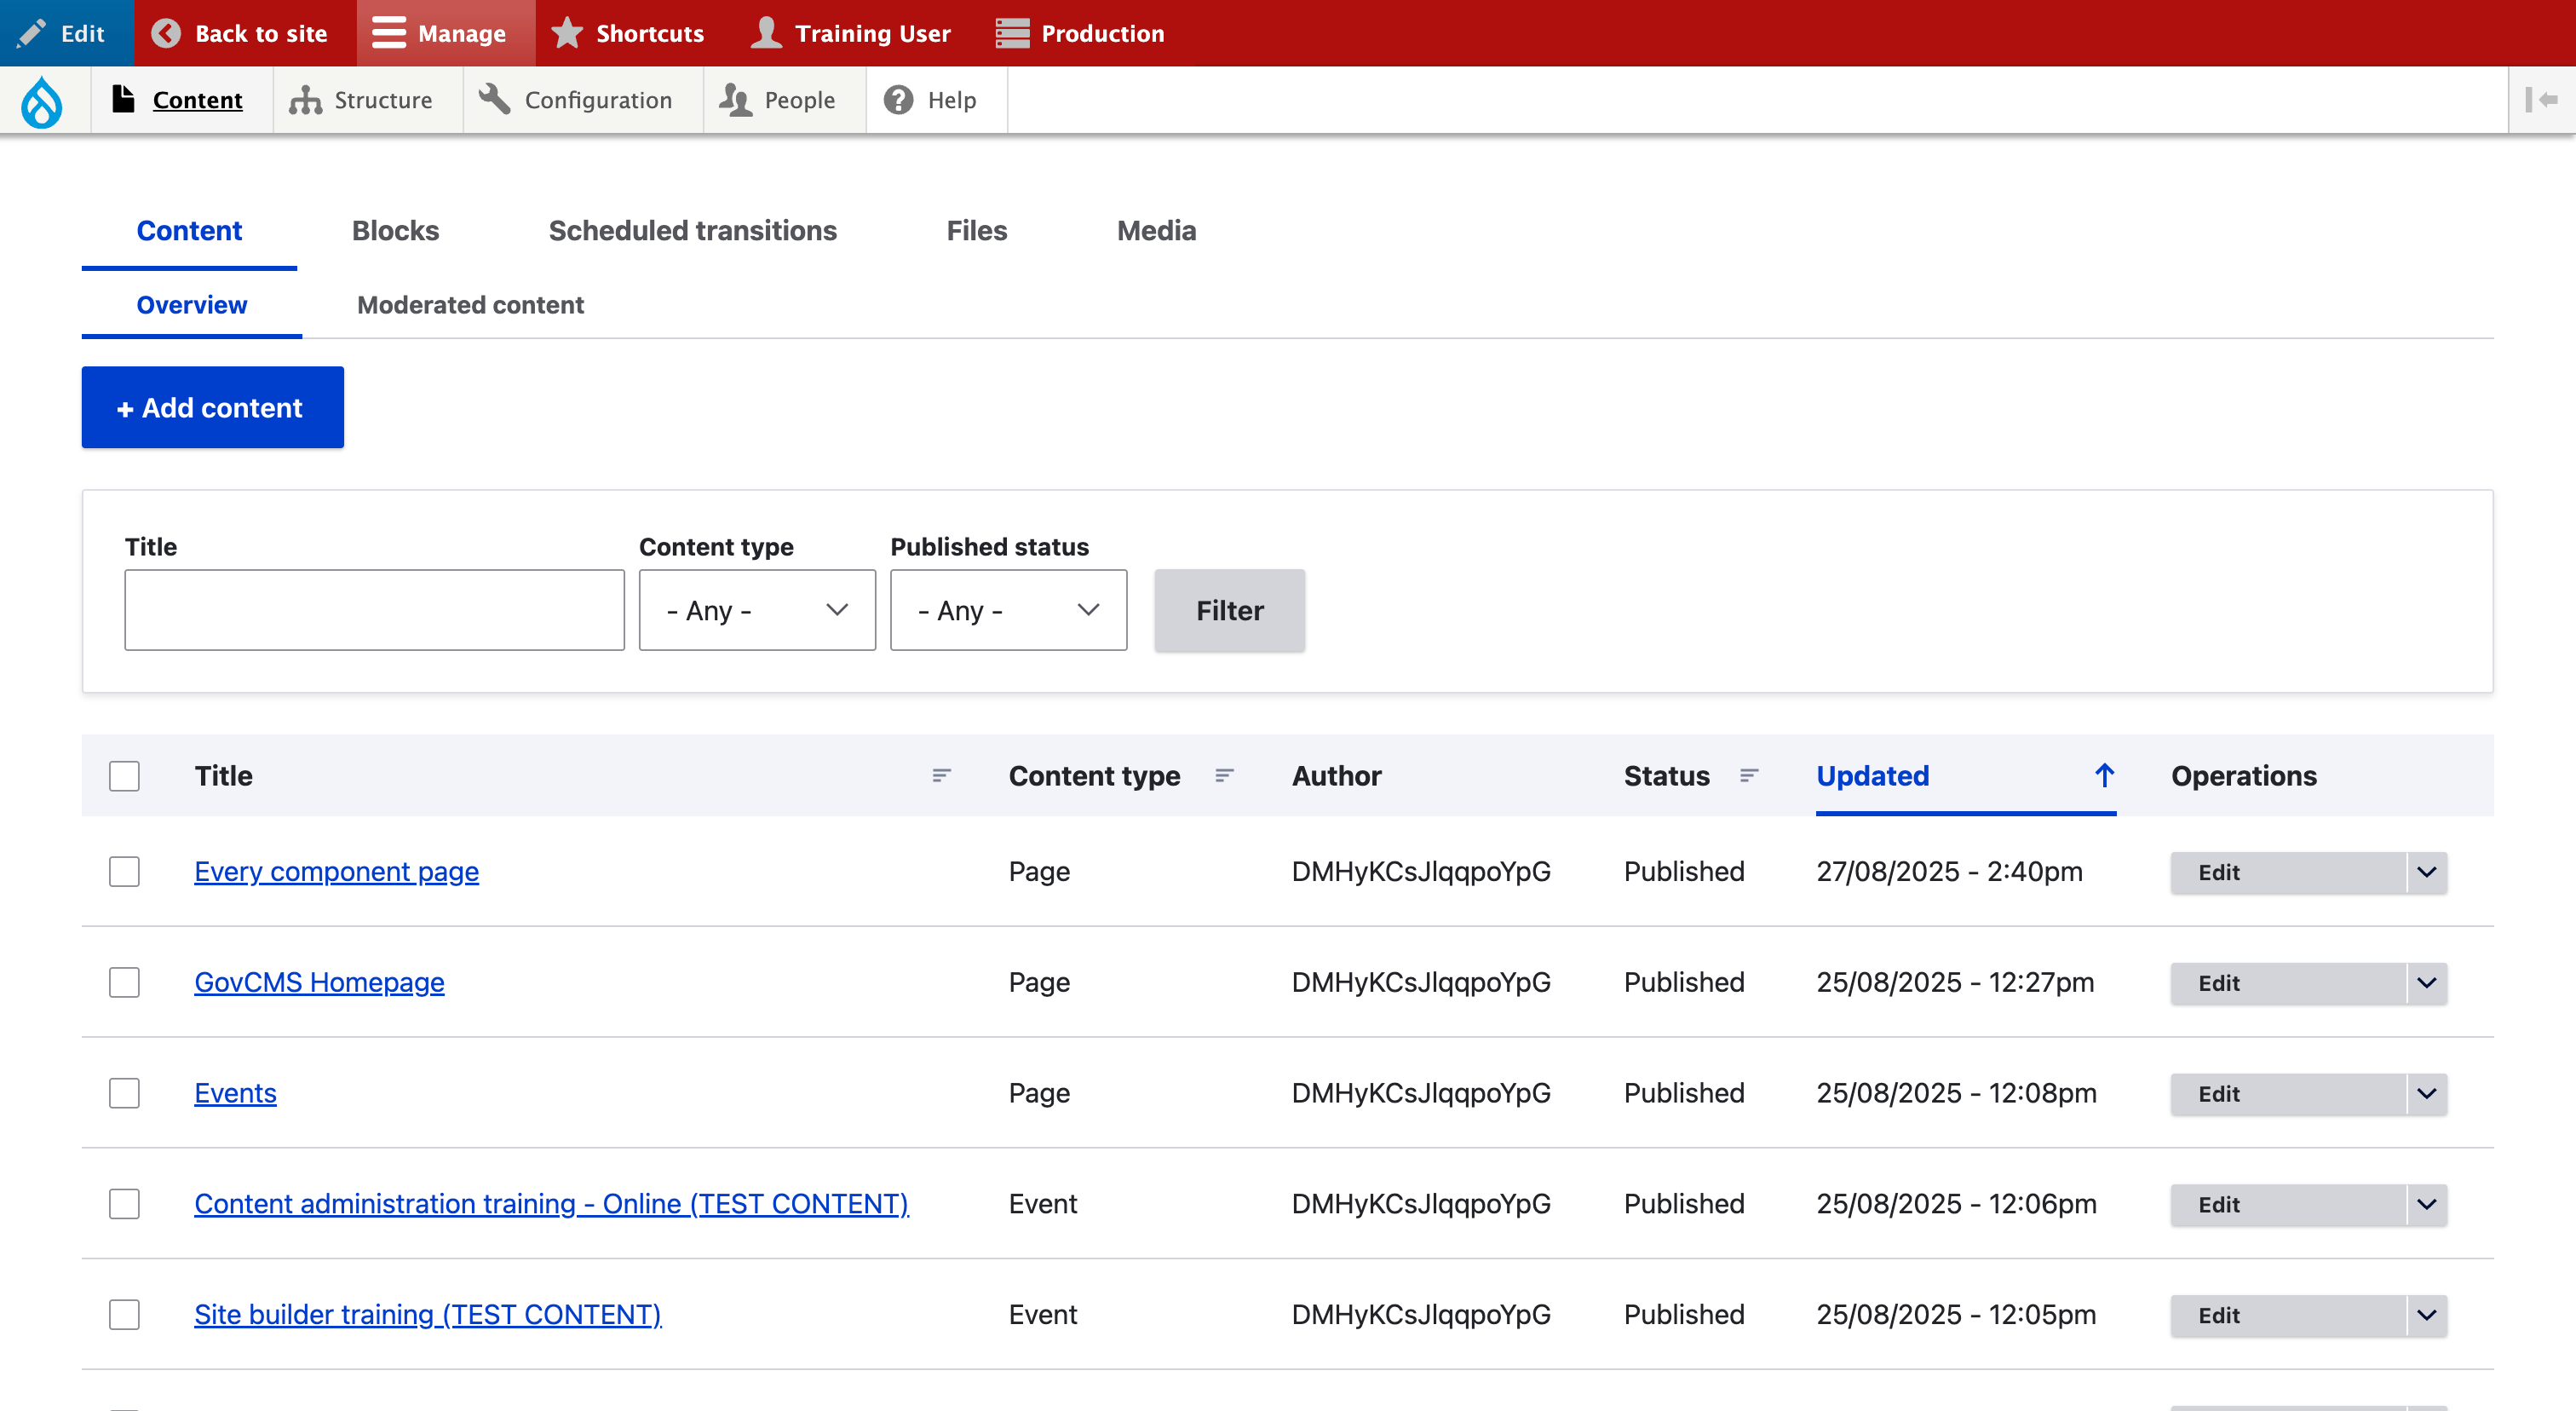 Edit Back to site Manage Shortcuts Training User Production
Content Structure Configuration People Help
Content Blocks Scheduled transitions Files Media
Overview Moderated content
+ Add content
Title Content type Published status
- Any - - Any - Filter
Title Content type Author Status Updated Operations
Every component page Page DMHyKCsJlqqpoYpG Published 27/08/2025 - 2:40pm Edit
GovCMS Homepage Page DMHyKCsJlqqpoYpG Published 25/08/2025 - 12:27pm Edit
Events Page DMHyKCsJlqqpoYpG Published 25/08/2025 - 12:08pm Edit
Content administration training - Online (TEST CONTENT) Event DMHyKCsJlqqpoYpG Published 25/08/2025 - 12:06pm Edit
Site builder training (TEST CONTENT) Event DMHyKCsJlqqpoYpG Published 25/08/2025 - 12:05pm Edit